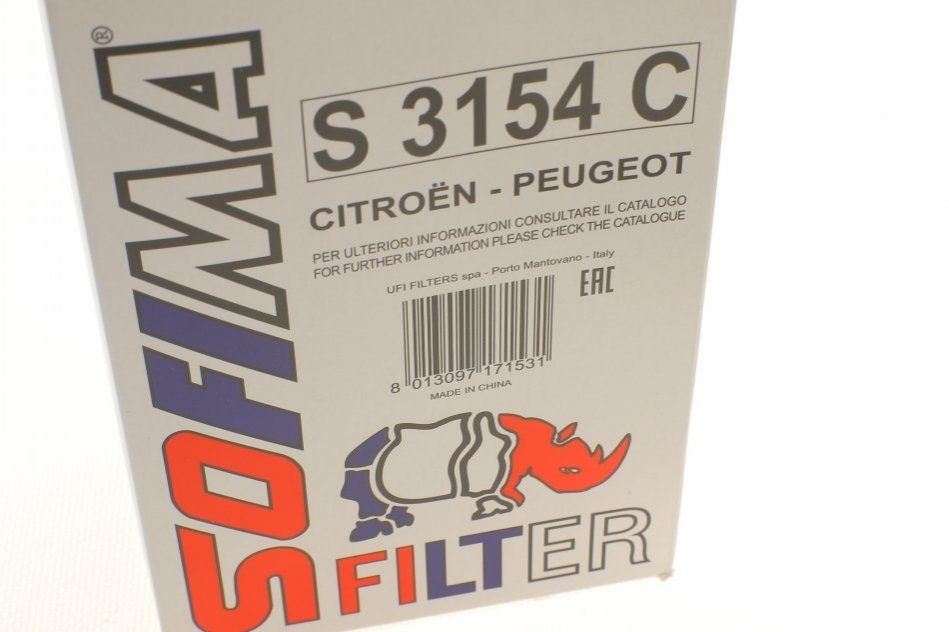 SOFIMA®
S 3154 C
CITROËN - PEUGEOT
PER ULTERIORI INFORMAZIONI CONSULTARE IL CATALOGO
FOR FURTHER INFORMATION PLEASE CHECK THE CATALOGUE
UFI FILTERS spa - Porto Mantovano - Italy
EAC
8 013097 171531
MADE IN CHINA
FILTER